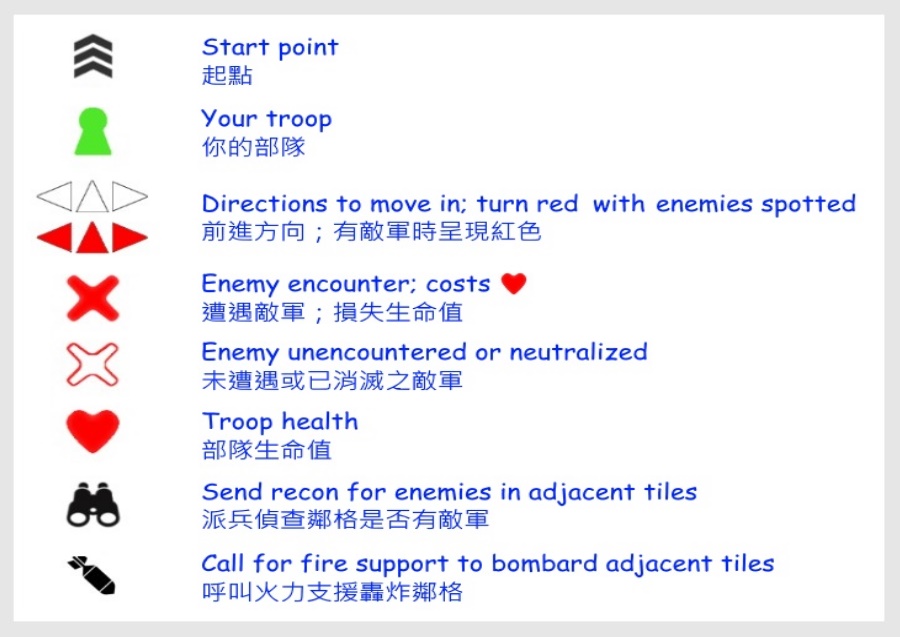 Start point
起點
Your troop
你的部隊
Directions to move in; turn red with enemies spotted
前進方向；有敵軍時呈現紅色
Enemy encounter; costs
遭遇敵軍；損失生命值
Enemy unencountered or neutralized
未遭遇或已消滅之敵軍
Troop health
部隊生命值
Send recon for enemies in adjacent tiles
派兵偵查鄰格是否有敵軍
Call for fire support to bombard adjacent tiles
呼叫火力支援轟炸鄰格